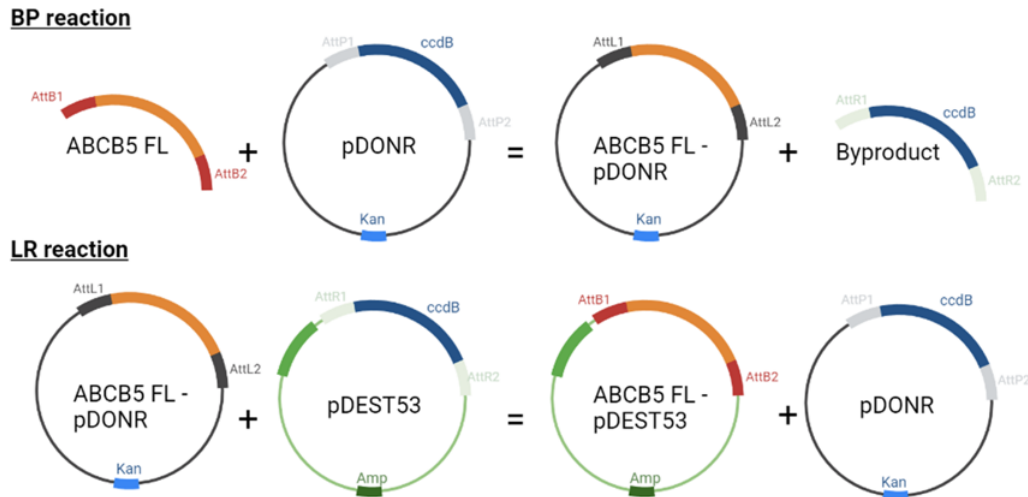 BP reaction
AttB1
ABCB5 FL
AttB2
+
AttP1
ccdB
pDONR
AttP2
Kan
=
AttL1
AttL2
ABCB5 FL -
pDONR
Kan
+
AttR1
ccdB
Byproduct
AttR2
LR reaction
AttL1
AttL2
ABCB5 FL -
pDONR
Kan
+
AttR1
ccdB
AttR2
pDEST53
Amp
=
AttB1
AttB2
ABCB5 FL -
pDEST53
Amp
+
AttP1
ccdB
AttP2
pDONR
Kan